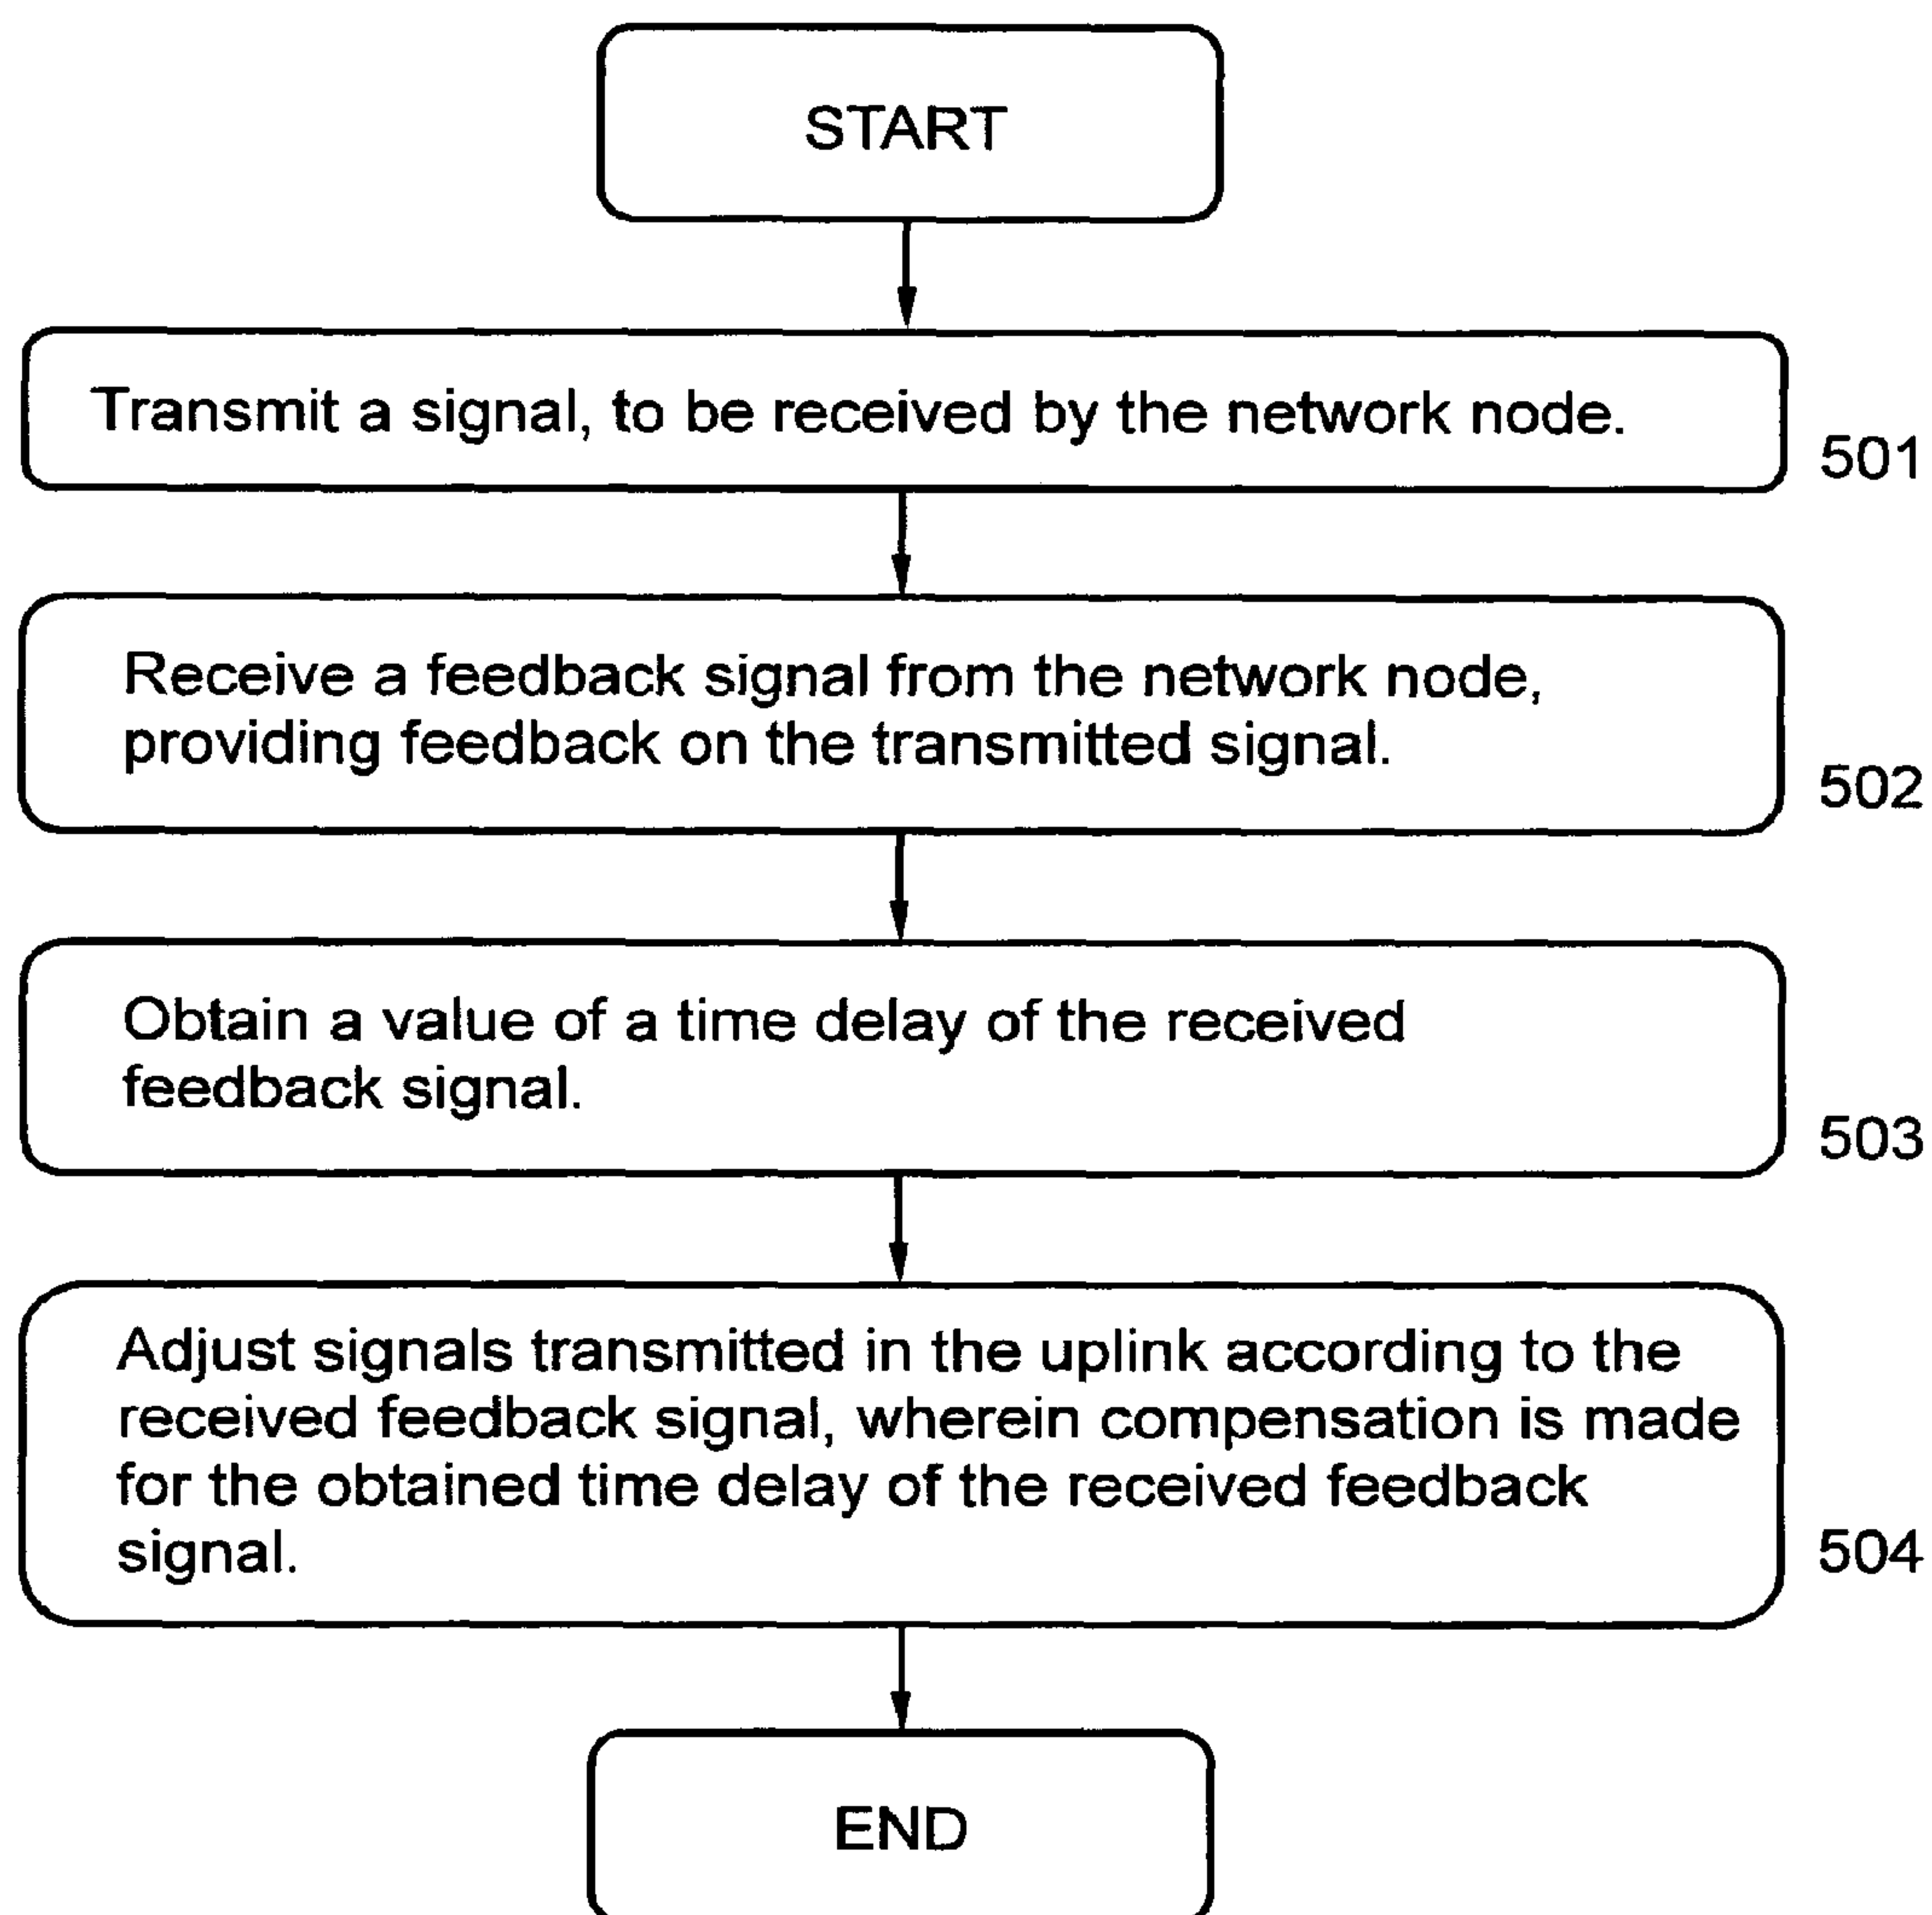 START
Transmit a signal, to be received by the network node.
501
Receive a feedback signal from the network node,
providing feedback on the transmitted signal.
502
Obtain a value of a time delay of the received
feedback signal.
503
Adjust signals transmitted in the uplink according to the
received feedback signal, wherein compensation is made
for the obtained time delay of the received feedback
signal.
504
END